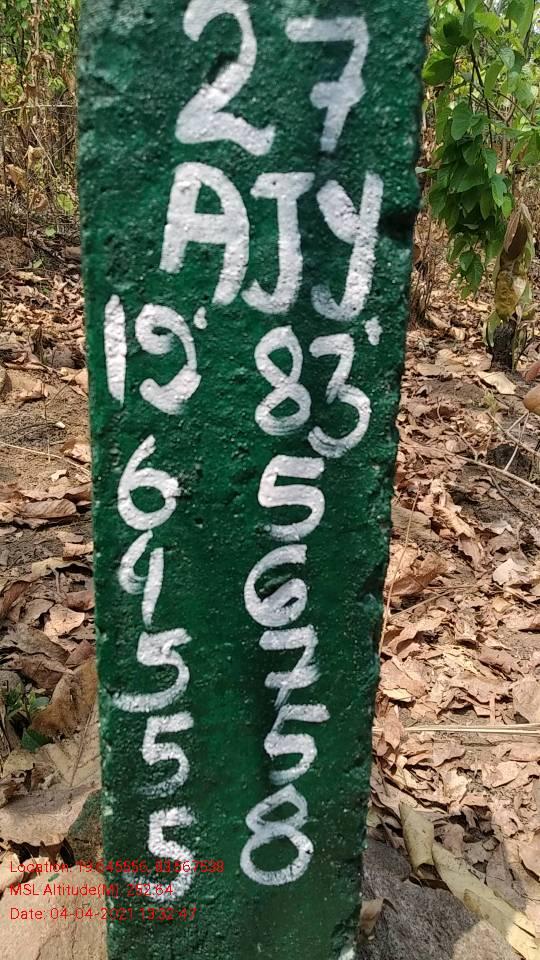 27
AJY
19. 83.
6 5
4 6
5 7
5 5
5 8
Location: 19.645556, 83.567538
MSL Altitude(M): 252.64
Date: 04-04-2021 13:32:47